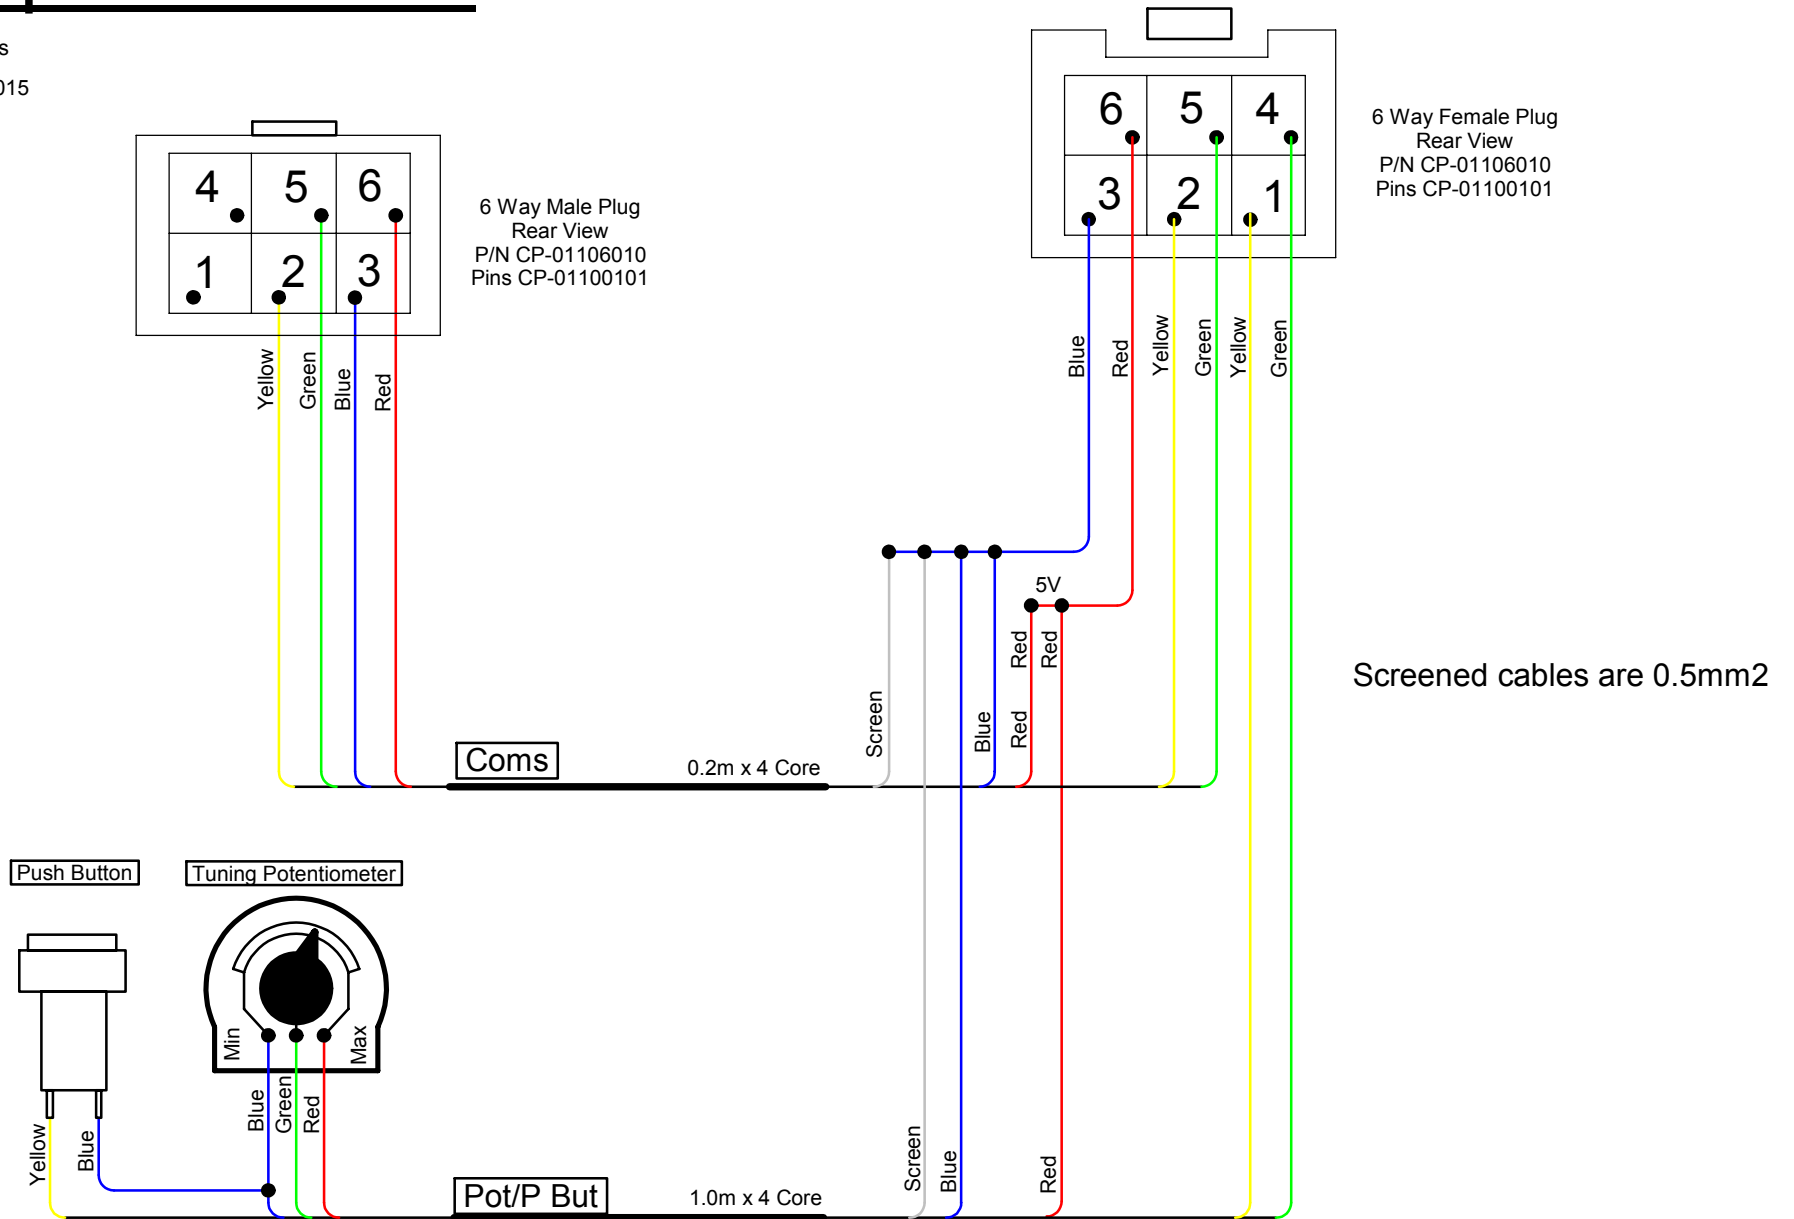 s
015
6 5 4
3 2 1
6 Way Female Plug
Rear View
P/N CP-01106010
Pins CP-01100101
4 5 6
1 2 3
6 Way Male Plug
Rear View
P/N CP-01106010
Pins CP-01100101
Yellow
Green
Blue
Red
Blue
Red
Yellow
Green
Yellow
Green
5V
Red
Red
Screened cables are 0.5mm2
Screen
Blue
Red
Coms
0.2m x 4 Core
Push Button
Tuning Potentiometer
Min
Max
Blue
Green
Red
Yellow
Blue
Pot/P But
1.0m x 4 Core
Screen
Blue
Red